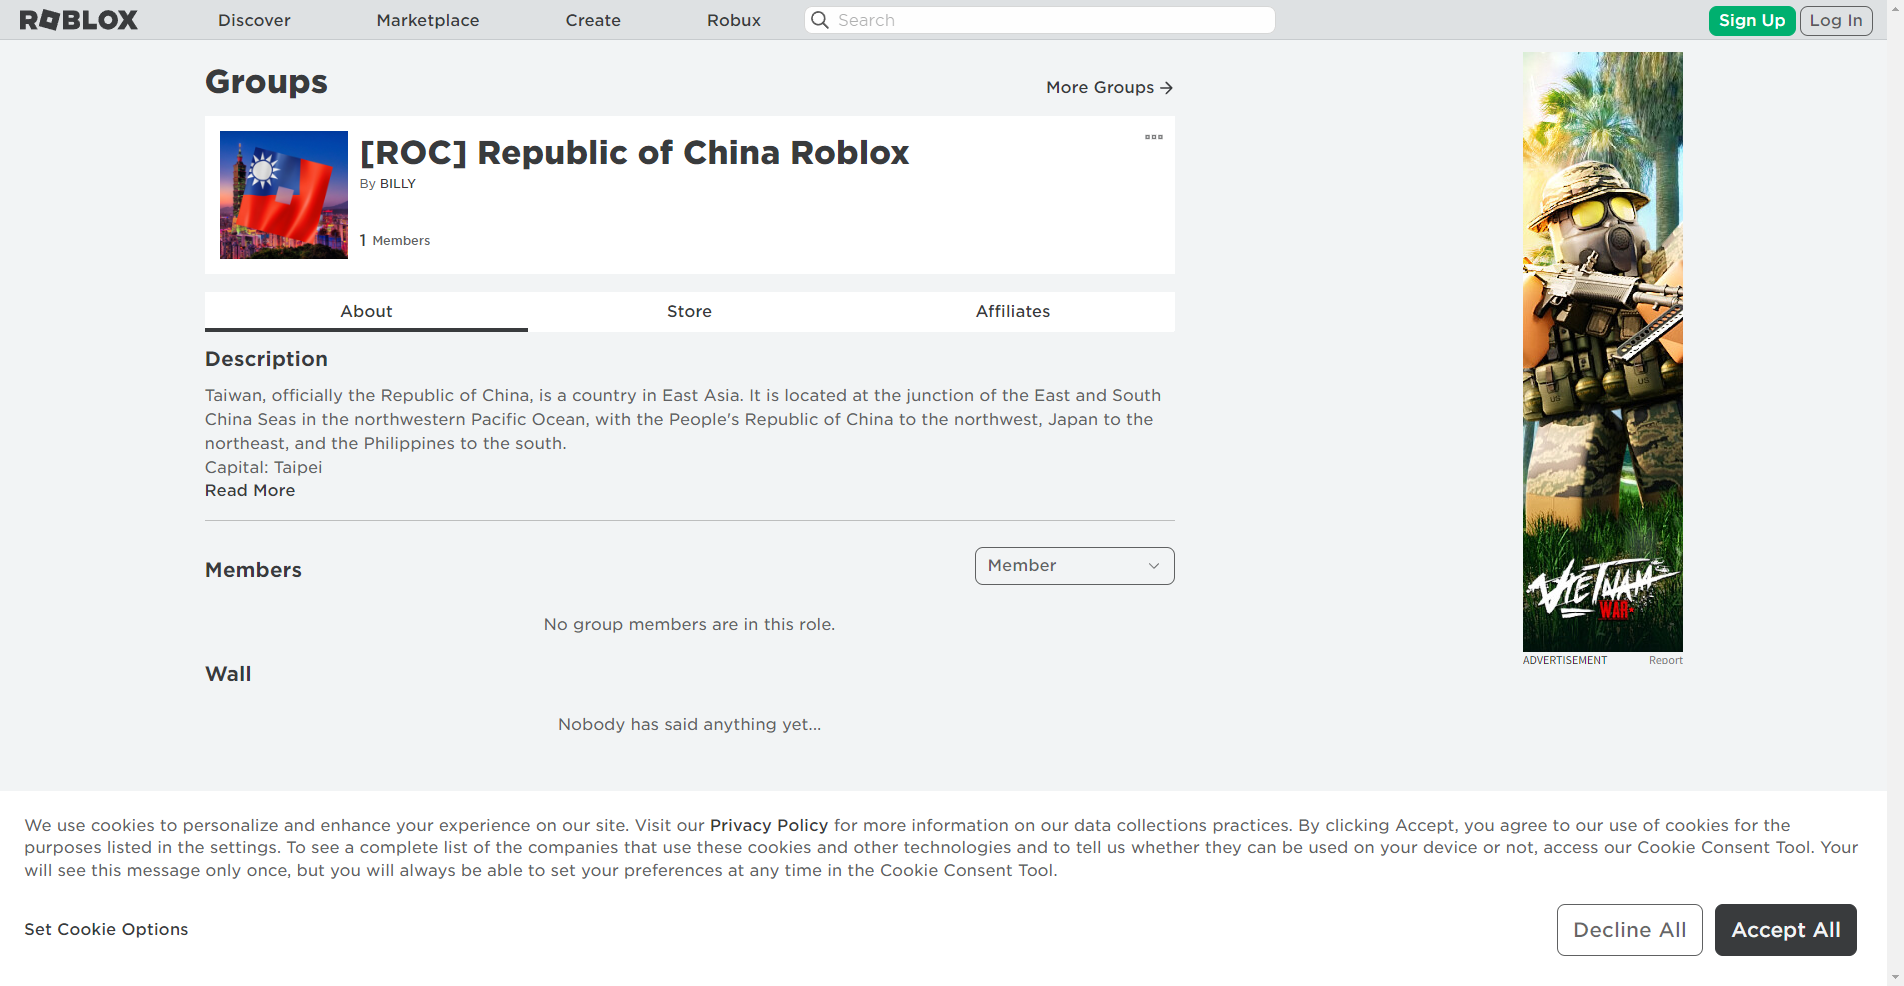 ROBLOX
Discover
Marketplace
Create
Robux
Search
Sign Up
Log In
Groups
More Groups →
[ROC] Republic of China Roblox
By BILLY
1 Members
About
Store
Affiliates
Description
Taiwan, officially the Republic of China, is a country in East Asia. It is located at the junction of the East and South
China Seas in the northwestern Pacific Ocean, with the People's Republic of China to the northwest, Japan to the
northeast, and the Philippines to the south.
Capital: Taipei
Read More
Members
Member
No group members are in this role.
Wall
Nobody has said anything yet...
US
US
VIETNAM
WAR
ADVERTISEMENT
Report
We use cookies to personalize and enhance your experience on our site. Visit our Privacy Policy for more information on our data collections practices. By clicking Accept, you agree to our use of cookies for the
purposes listed in the settings. To see a complete list of the companies that use these cookies and other technologies and to tell us whether they can be used on your device or not, access our Cookie Consent Tool. Your
will see this message only once, but you will always be able to set your preferences at any time in the Cookie Consent Tool.
Set Cookie Options
Decline All
Accept All